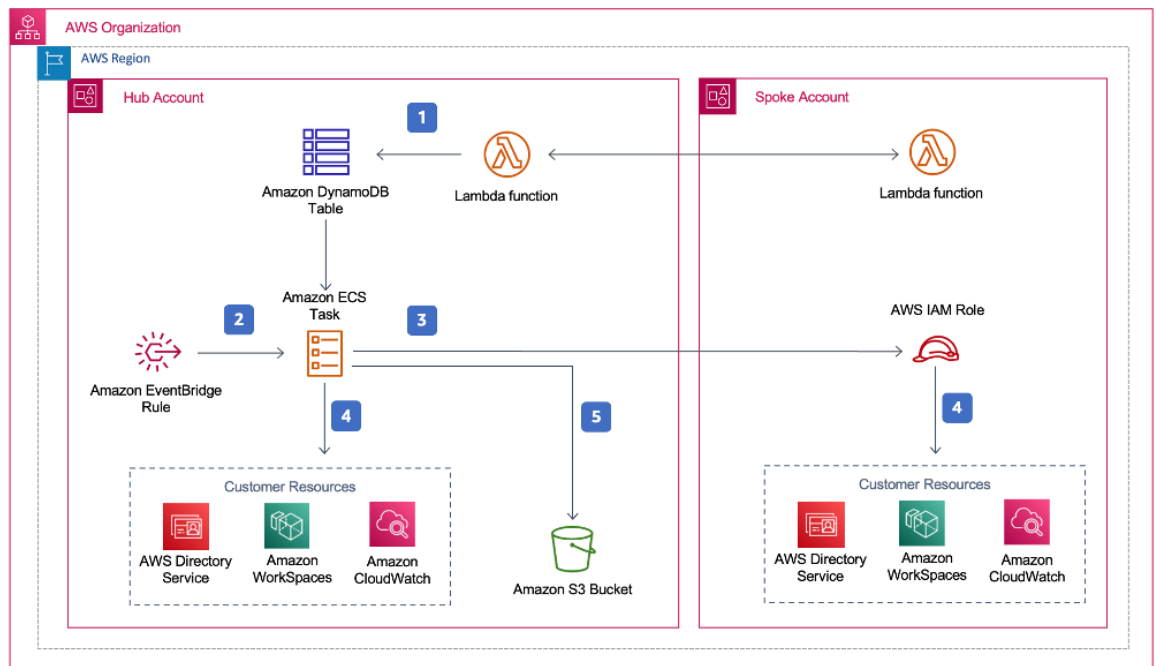 AWS Organization
AWS Region
Hub Account
Spoke Account
1
Amazon DynamoDB
Table
Lambda function
Lambda function
Amazon ECS
Task
2
3
AWS IAM Role
Amazon EventBridge
Rule
4
5
4
Customer Resources
AWS Directory
Service
Amazon
WorkSpaces
Amazon
CloudWatch
Amazon S3 Bucket
Customer Resources
AWS Directory
Service
Amazon
WorkSpaces
Amazon
CloudWatch